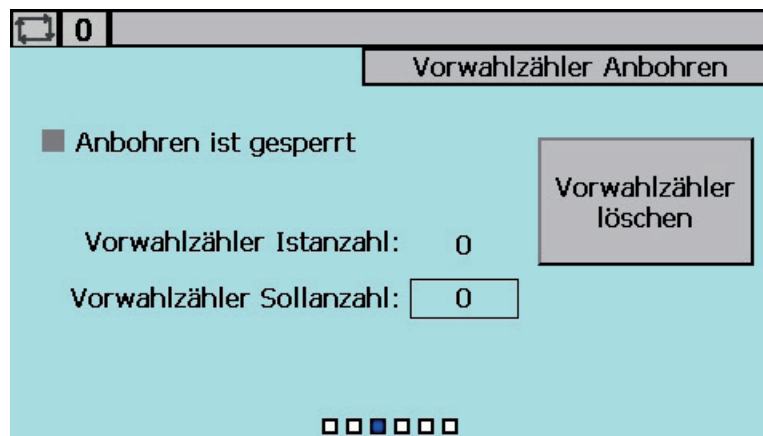 0
Vorwahlzähler Anbohren
Anbohren ist gesperrt
Vorwahlzähler
löschen
Vorwahlzähler Istanzahl: 0
Vorwahlzähler Sollanzahl: 0